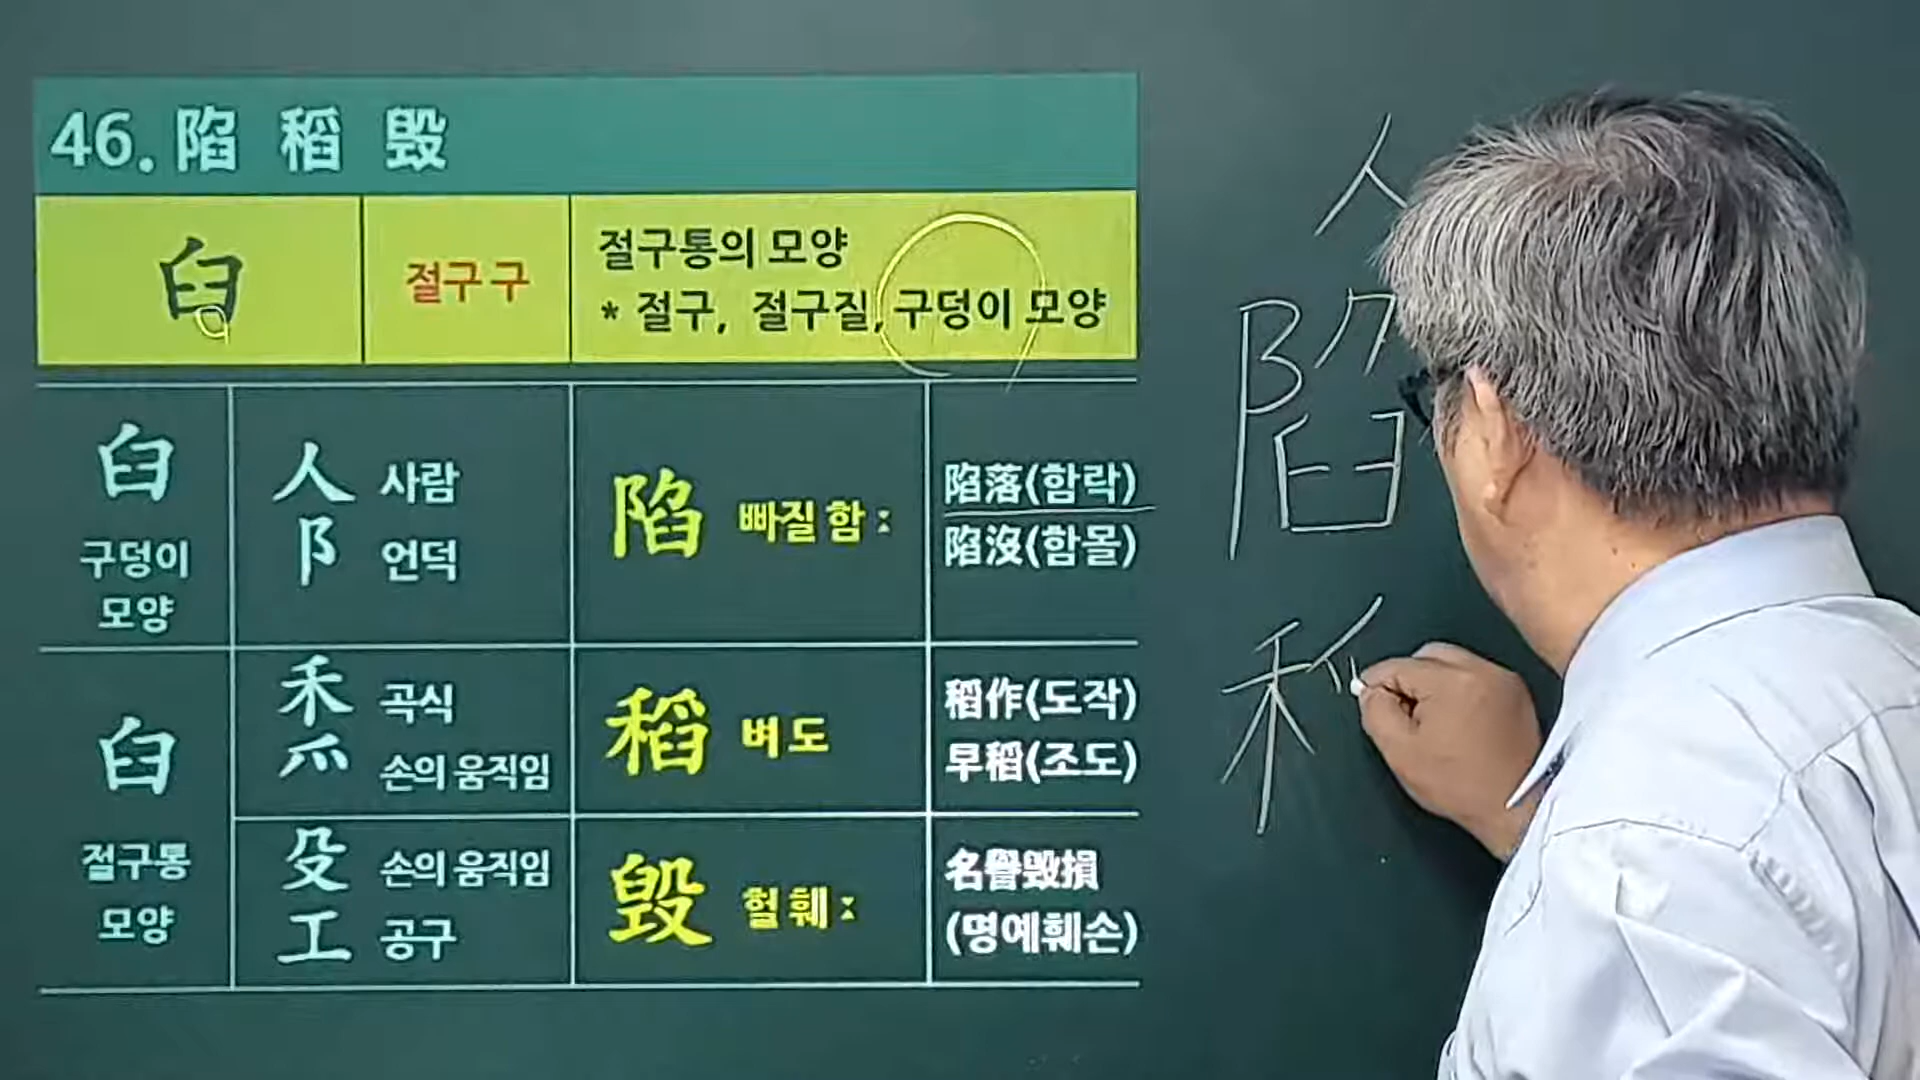 46. 陷 稻 毁
臼 절구 구
절구통의 모양
* 절구, 절구질, 구덩이 모양
臼
구덩이
모양
人 사람
阝 언덕
陷 빠질 함 :
陷落(함락)
陷沒(함몰)
臼
절구통
모양
禾 곡식
爫 손의 움직임
稻 벼 도
稻作(도작)
早稻(조도)
殳 손의 움직임
工 공구
毁 헐 훼 :
名譽毁損
(명예훼손)
人
陷
禾